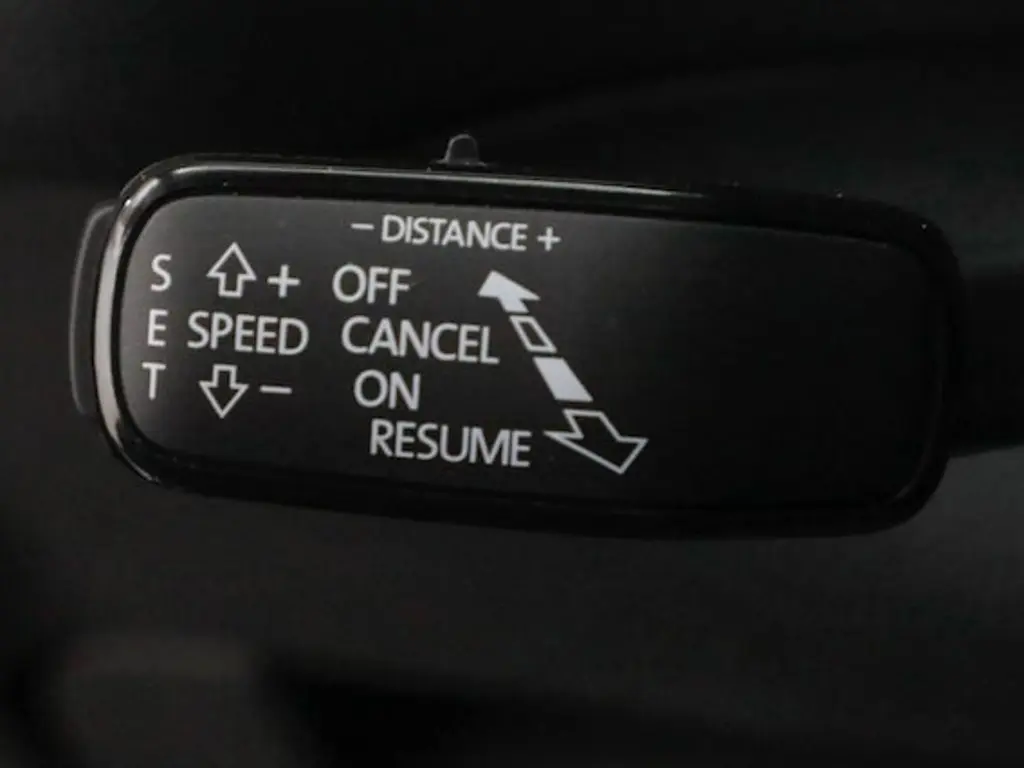 − DISTANCE +
S + OFF
E SPEED CANCEL
T − ON
RESUME